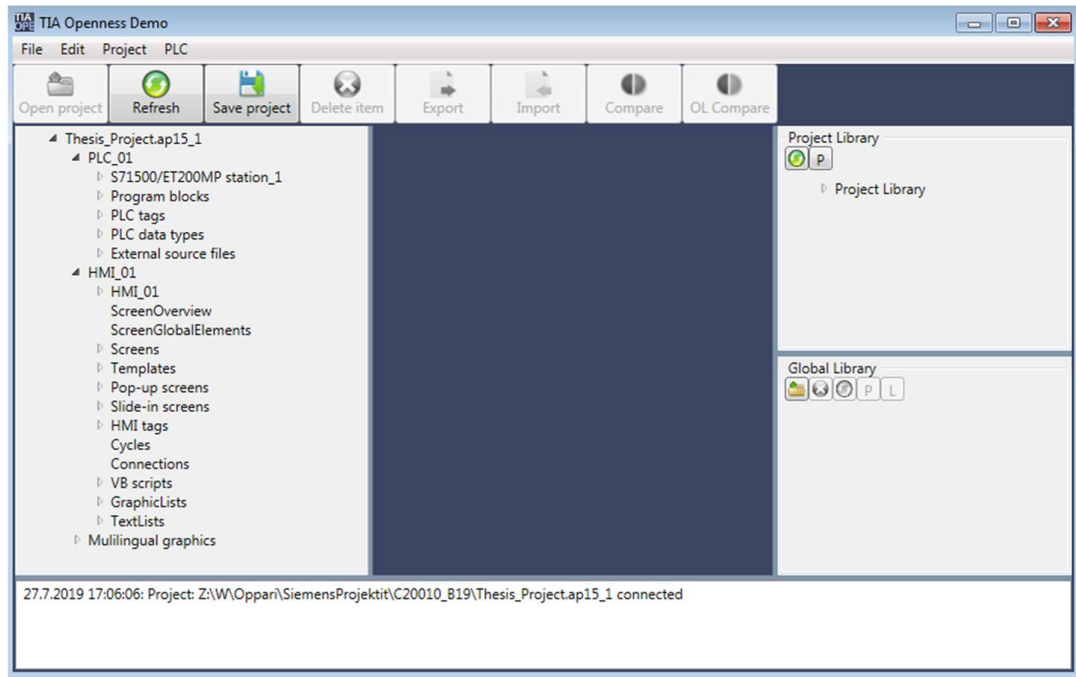 TIA
OPE
TIA Openness Demo
File Edit Project PLC
Open project Refresh Save project Delete item Export Import Compare OL Compare
Thesis_Project.ap15_1
PLC_01
S71500/ET200MP station_1
Program blocks
PLC tags
PLC data types
External source files
HMI_01
HMI_01
ScreenOverview
ScreenGlobalElements
Screens
Templates
Pop-up screens
Slide-in screens
HMI tags
Cycles
Connections
VB scripts
GraphicLists
TextLists
Mulilingual graphics
Project Library
P
Project Library
Global Library
P L
27.7.2019 17:06:06: Project: Z:\W\Oppari\SiemensProjektit\C20010_B19\Thesis_Project.ap15_1 connected